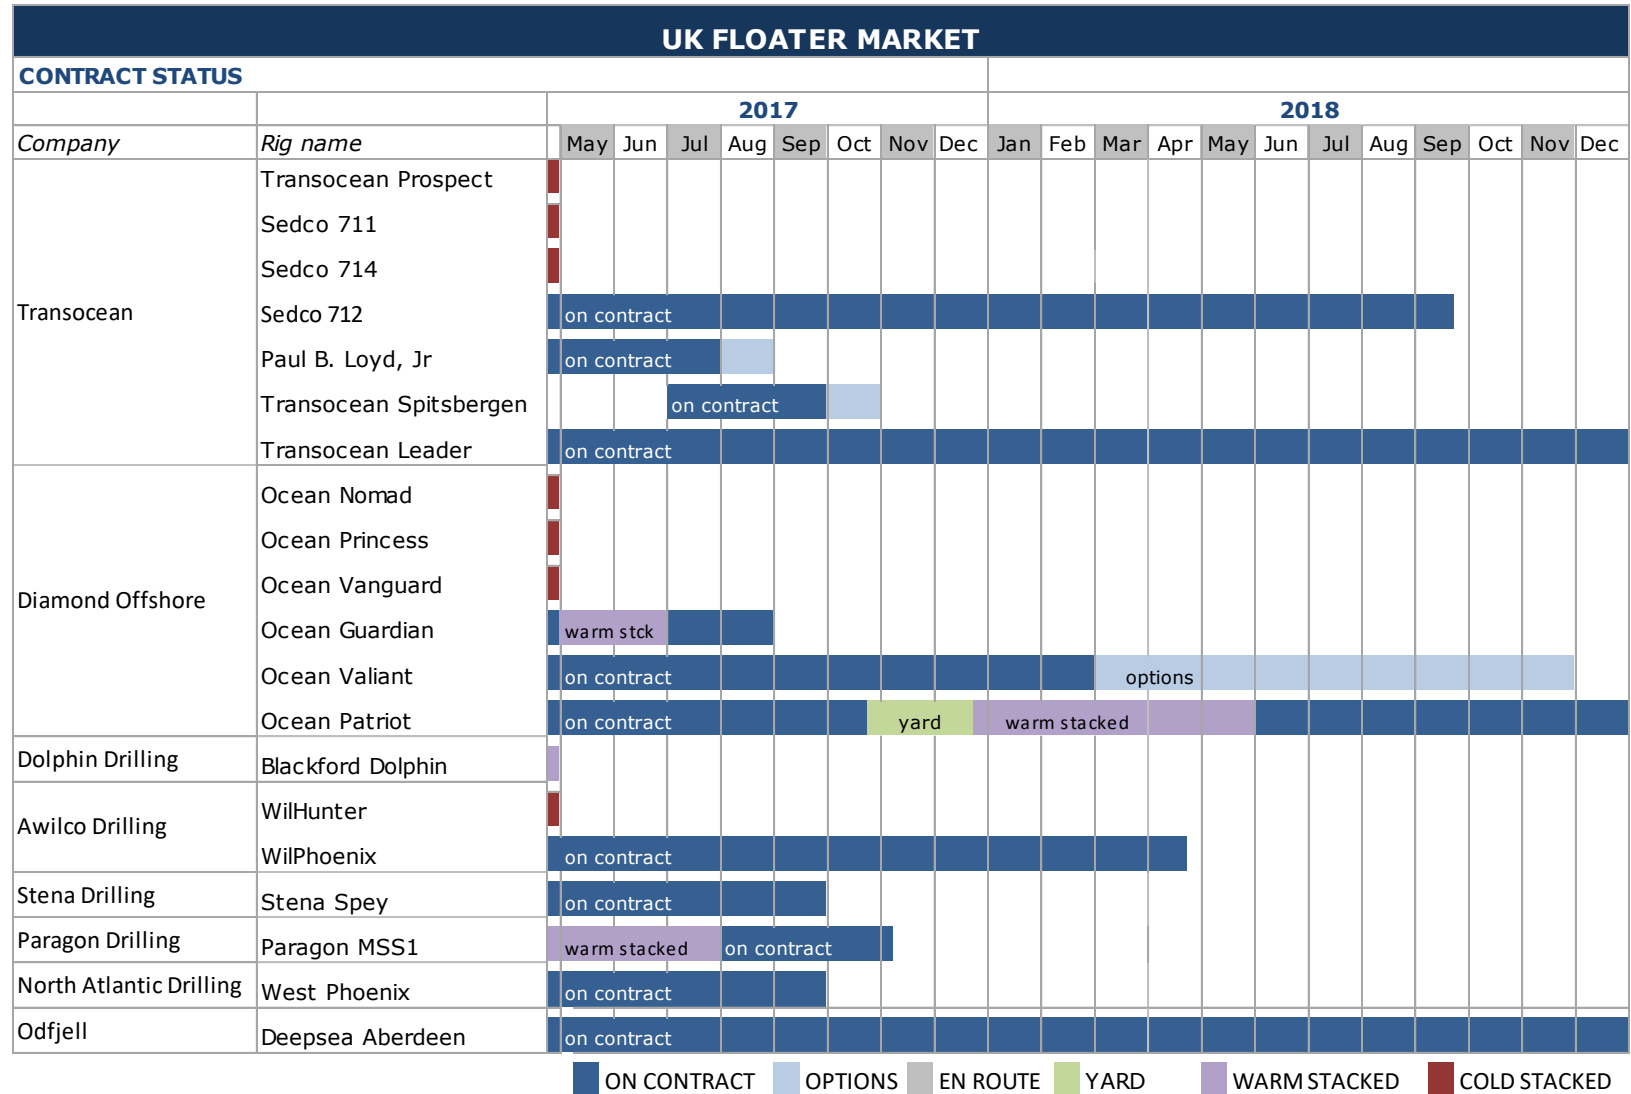 UK FLOATER MARKET
CONTRACT STATUS
2017 2018
Company Rig name May Jun Jul Aug Sep Oct Nov Dec Jan Feb Mar Apr May Jun Jul Aug Sep Oct Nov Dec
Transocean
Transocean Prospect
Sedco 711
Sedco 714
Sedco 712 on contract
Paul B. Loyd, Jr on contract
Transocean Spitsbergen on contract
Transocean Leader on contract
Diamond Offshore
Ocean Nomad
Ocean Princess
Ocean Vanguard
Ocean Guardian warm stck
Ocean Valiant on contract options
Ocean Patriot on contract yard warm stacked
Dolphin Drilling Blackford Dolphin
Awilco Drilling
WilHunter
WilPhoenix on contract
Stena Drilling Stena Spey on contract
Paragon Drilling Paragon MSS1 warm stacked on contract
North Atlantic Drilling West Phoenix on contract
Odfjell Deepsea Aberdeen on contract
ON CONTRACT OPTIONS EN ROUTE YARD WARM STACKED COLD STACKED